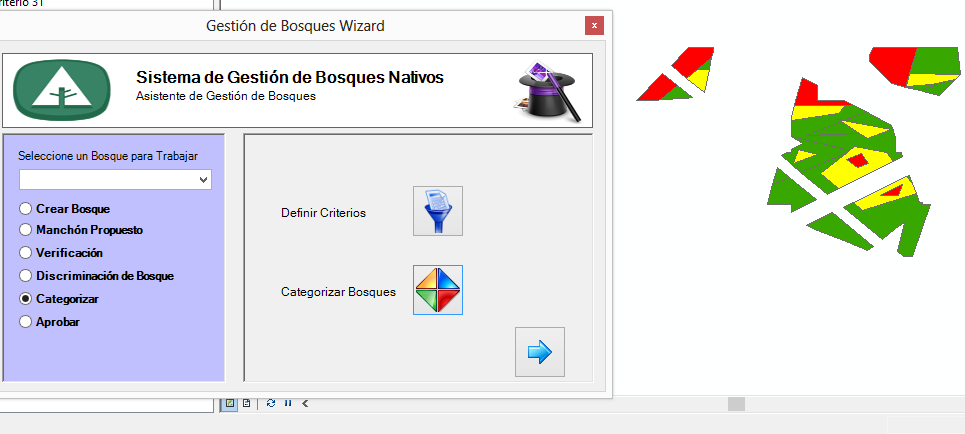 riterio 31
Gestión de Bosques Wizard
x
Sistema de Gestión de Bosques Nativos
Asistente de Gestión de Bosques
Seleccione un Bosque para Trabajar
Crear Bosque
Manchón Propuesto
Verificación
Discriminación de Bosque
Categorizar
Aprobar
Definir Criterios
Categorizar Bosques